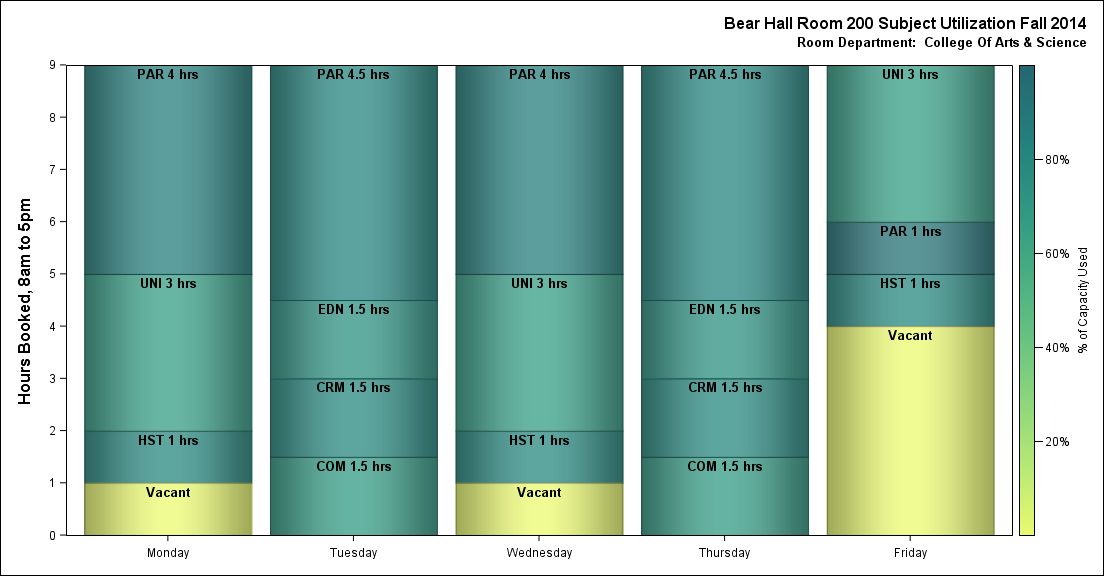 Bear Hall Room 200 Subject Utilization Fall 2014
Room Department:  College Of Arts & Science
Hours Booked, 8am to 5pm
9
8
7
6
5
4
3
2
1
0
PAR 4 hrs
UNI 3 hrs
HST 1 hrs
Vacant
PAR 4.5 hrs
EDN 1.5 hrs
CRM 1.5 hrs
COM 1.5 hrs
PAR 4 hrs
UNI 3 hrs
HST 1 hrs
Vacant
PAR 4.5 hrs
EDN 1.5 hrs
CRM 1.5 hrs
COM 1.5 hrs
UNI 3 hrs
PAR 1 hrs
HST 1 hrs
Vacant
Monday
Tuesday
Wednesday
Thursday
Friday
80%
60%
40%
20%
% of Capacity Used